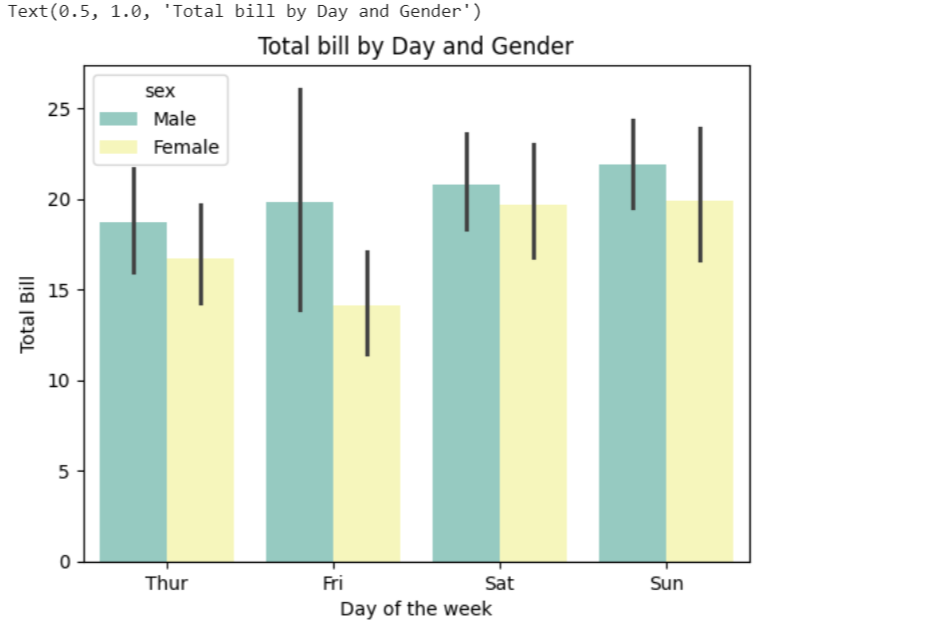 Text(0.5, 1.0, 'Total bill by Day and Gender')
Total bill by Day and Gender
sex
Male
Female
25
20
15
10
5
0
Total Bill
Thur Fri Sat Sun
Day of the week